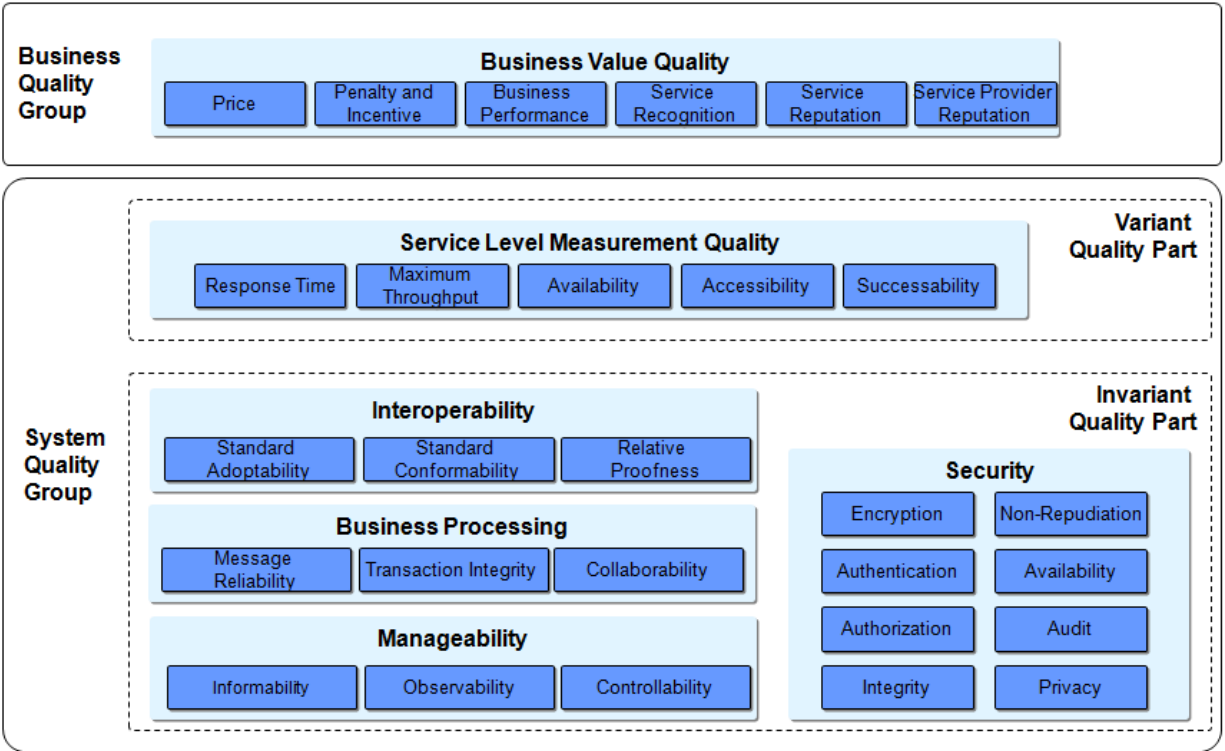 Business
Quality
Group
Business Value Quality
Price
Penalty and
Incentive
Business
Performance
Service
Recognition
Service
Reputation
Service Provider
Reputation
Variant
Quality Part
Service Level Measurement Quality
Response Time
Maximum
Throughput
Availability
Accessibility
Successability
System
Quality
Group
Invariant
Quality Part
Interoperability
Standard
Adoptability
Standard
Conformability
Relative
Proofness
Business Processing
Message
Reliability
Transaction Integrity
Collaborability
Manageability
Informability
Observability
Controllability
Security
Encryption
Non-Repudiation
Authentication
Availability
Authorization
Audit
Integrity
Privacy